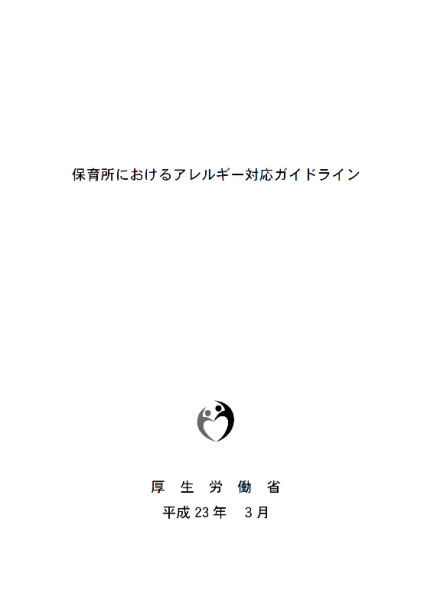 保育所におけるアレルギー対応ガイドライン
厚 生 労 働 省
平成 23 年　3 月